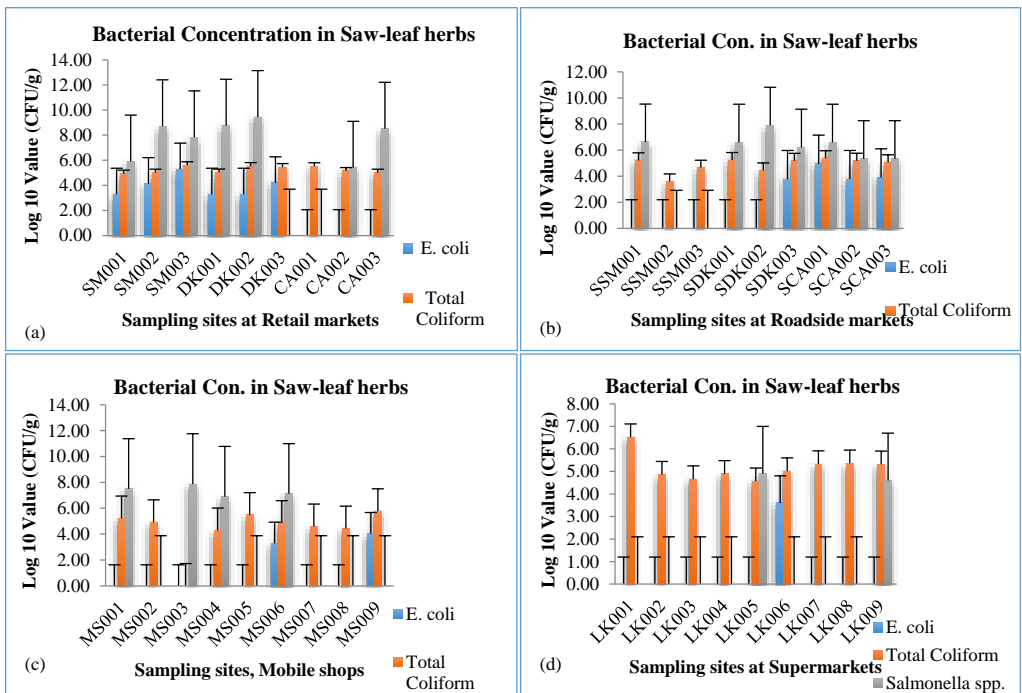 Bacterial Concentration in Saw-leaf herbs
14.00
12.00
10.00
8.00
6.00
4.00
2.00
0.00
Log 10 Value (CFU/g)
SM001
SM002
SM003
DK001
DK002
DK003
CA001
CA002
CA003
E. coli
Total
Coliform
(a)
Sampling sites at Retail markets
Bacterial Con. in Saw-leaf herbs
12.00
10.00
8.00
6.00
4.00
2.00
0.00
Log 10 Value (CFU/g)
SSM001
SSM002
SSM003
SDK001
SDK002
SDK003
SCA001
SCA002
SCA003
E. coli
Total Coliform
(b)
Sampling sites at Roadside markets
Bacterial Con. in Saw-leaf herbs
14.00
12.00
10.00
8.00
6.00
4.00
2.00
0.00
Log 10 Value (CFU/g)
MS001
MS002
MS003
MS004
MS005
MS006
MS007
MS008
MS009
E. coli
Total
Coliform
(c)
Sampling sites, Mobile shops
Bacterial Con. in Saw-leaf herbs
8.00
7.00
6.00
5.00
4.00
3.00
2.00
1.00
0.00
Log 10 Value (CFU/g)
LK001
LK002
LK003
LK004
LK005
LK006
LK007
LK008
LK009
E. coli
Total Coliform
Salmonella spp.
(d)
Sampling sites at Supermarkets